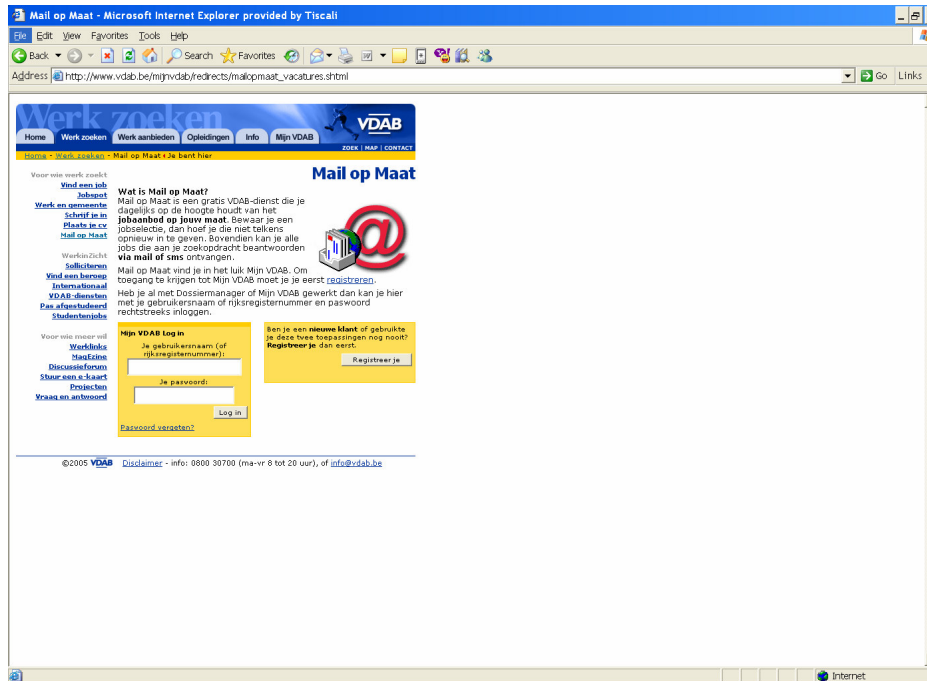 Mail op Maat - Microsoft Internet Explorer provided by Tiscali
File Edit View Favorites Tools Help
Back Search Favorites
Address http://www.vdab.be/mijnvdab/redirects/mailopmaat_vacatures.shtml Go Links
Werk zoeken
VDAB
Home Werk zoeken Werk aanbieden Opleidingen Info Mijn VDAB
ZOEK | MAP | CONTACT
Home - Werk zoeken - Mail op Maat Je bent hier
Voor wie werk zoekt
Vind een job
Jobspot
Werk en gemeente
Schrijf je in
Plaats je cv
Mail op Maat
WerkinZicht
Solliciteren
Vind een beroep
Internationaal
VDAB-diensten
Pas afgestudeerd
Studentenjobs
Voor wie meer wil
Werklinks
MagEzine
Discussieforum
Stuur een e-kaart
Projecten
Vraag en antwoord
Mail op Maat
Wat is Mail op Maat?
Mail op Maat is een gratis VDAB-dienst die je
dagelijks op de hoogte houdt van het
jobaanbod op jouw maat. Bewaar je een
jobselectie, dan hoef je die niet telkens
opnieuw in te geven. Bovendien kan je alle
jobs die aan je zoekopdracht beantwoorden
via mail of sms ontvangen.
Mail op Maat vind je in het luik Mijn VDAB. Om
toegang te krijgen tot Mijn VDAB moet je je eerst registreren.
Heb je al met Dossiermanager of Mijn VDAB gewerkt dan kan je hier
met je gebruikersnaam of rijksregisternummer en paswoord
rechtstreeks inloggen.
Mijn VDAB Log in
Je gebruikersnaam (of
rijksregisternummer):
Je paswoord:
Log in
Paswoord vergeten?
Ben je een nieuwe klant of gebruikte
je deze twee toepassingen nog nooit?
Registreer je dan eerst.
Registreer je
©2005 VDAB Disclaimer - info: 0800 30700 (ma-vr 8 tot 20 uur), of info@vdab.be
Internet